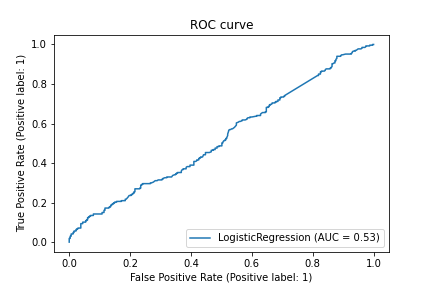 ROC curve
True Positive Rate (Positive label: 1)
1.0
0.8
0.6
0.4
0.2
0.0
LogisticRegression (AUC = 0.53)
0.0 0.2 0.4 0.6 0.8 1.0
False Positive Rate (Positive label: 1)